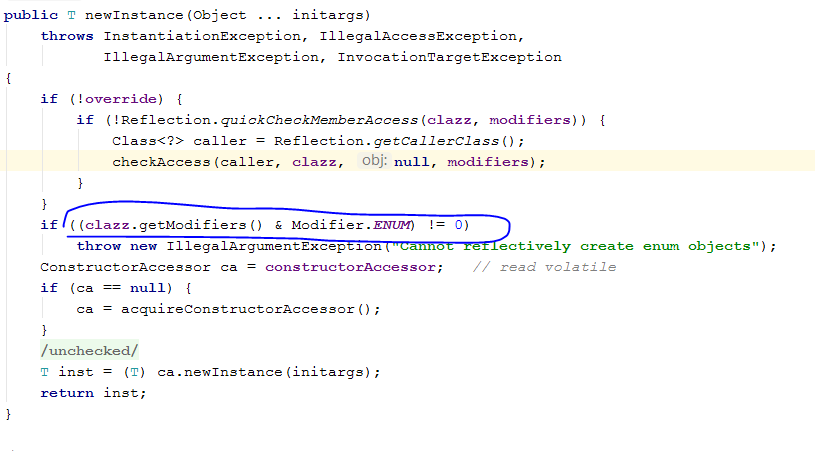 public T newInstance(Object ... initargs)
throws InstantiationException, IllegalAccessException,
IllegalArgumentException, InvocationTargetException
{
if (!override) {
if (!Reflection.quickCheckMemberAccess(clazz, modifiers)) {
Class<?> caller = Reflection.getCallerClass();
checkAccess(caller, clazz, obj: null, modifiers);
}
}
if ((clazz.getModifiers() & Modifier.ENUM) != 0)
throw new IllegalArgumentException("Cannot reflectively create enum objects");
ConstructorAccessor ca = constructorAccessor; // read volatile
if (ca == null) {
ca = acquireConstructorAccessor();
}
/unchecked/
T inst = (T) ca.newInstance(initargs);
return inst;
}